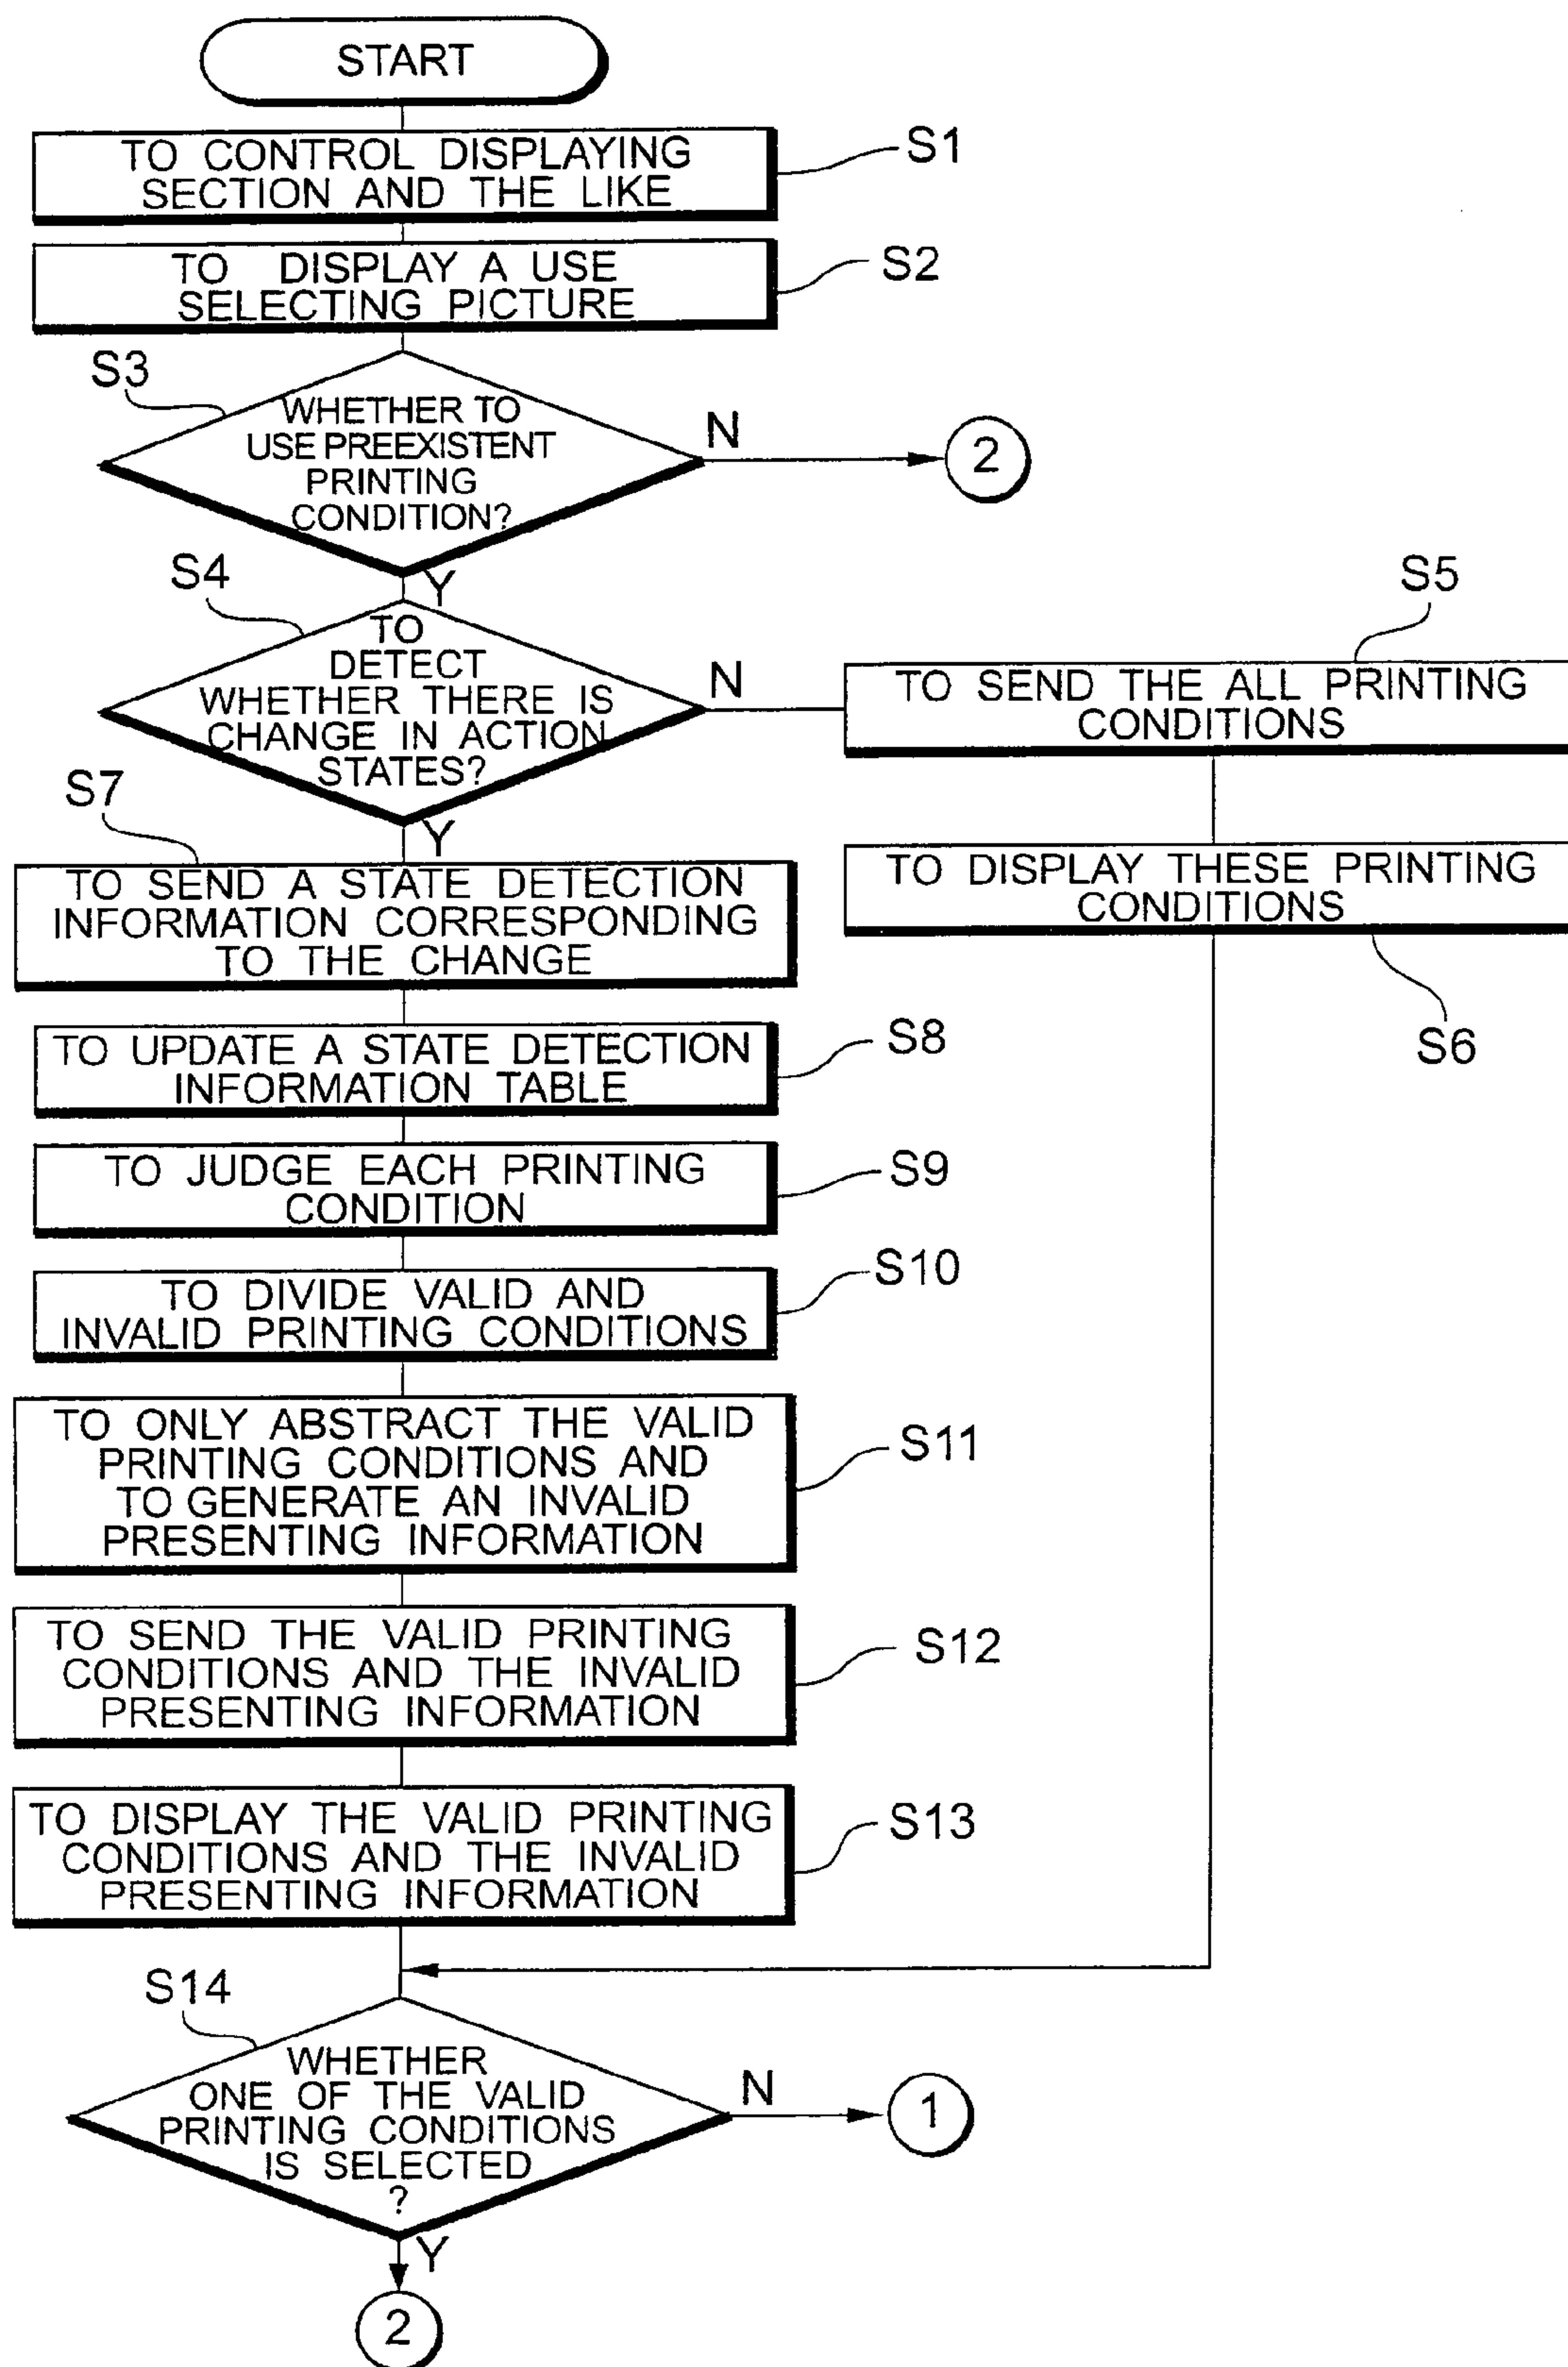 START
TO CONTROL DISPLAYING
SECTION AND THE LIKE
S1
TO DISPLAY A USE
SELECTING PICTURE
S2
S3
WHETHER TO
USE PREEXISTENT
PRINTING
CONDITION?
N
2
Y
S4
TO
DETECT
WHETHER THERE IS
CHANGE IN ACTION
STATES?
N
S5
TO SEND THE ALL PRINTING
CONDITIONS
TO DISPLAY THESE PRINTING
CONDITIONS
S6
Y
S7
TO SEND A STATE DETECTION
INFORMATION CORRESPONDING
TO THE CHANGE
TO UPDATE A STATE DETECTION
INFORMATION TABLE
S8
TO JUDGE EACH PRINTING
CONDITION
S9
TO DIVIDE VALID AND
INVALID PRINTING CONDITIONS
S10
TO ONLY ABSTRACT THE VALID
PRINTING CONDITIONS AND
TO GENERATE AN INVALID
PRESENTING INFORMATION
S11
TO SEND THE VALID PRINTING
CONDITIONS AND THE INVALID
PRESENTING INFORMATION
S12
TO DISPLAY THE VALID PRINTING
CONDITIONS AND THE INVALID
PRESENTING INFORMATION
S13
S14
WHETHER
ONE OF THE VALID
PRINTING CONDITIONS
IS SELECTED
?
N
1
Y
2